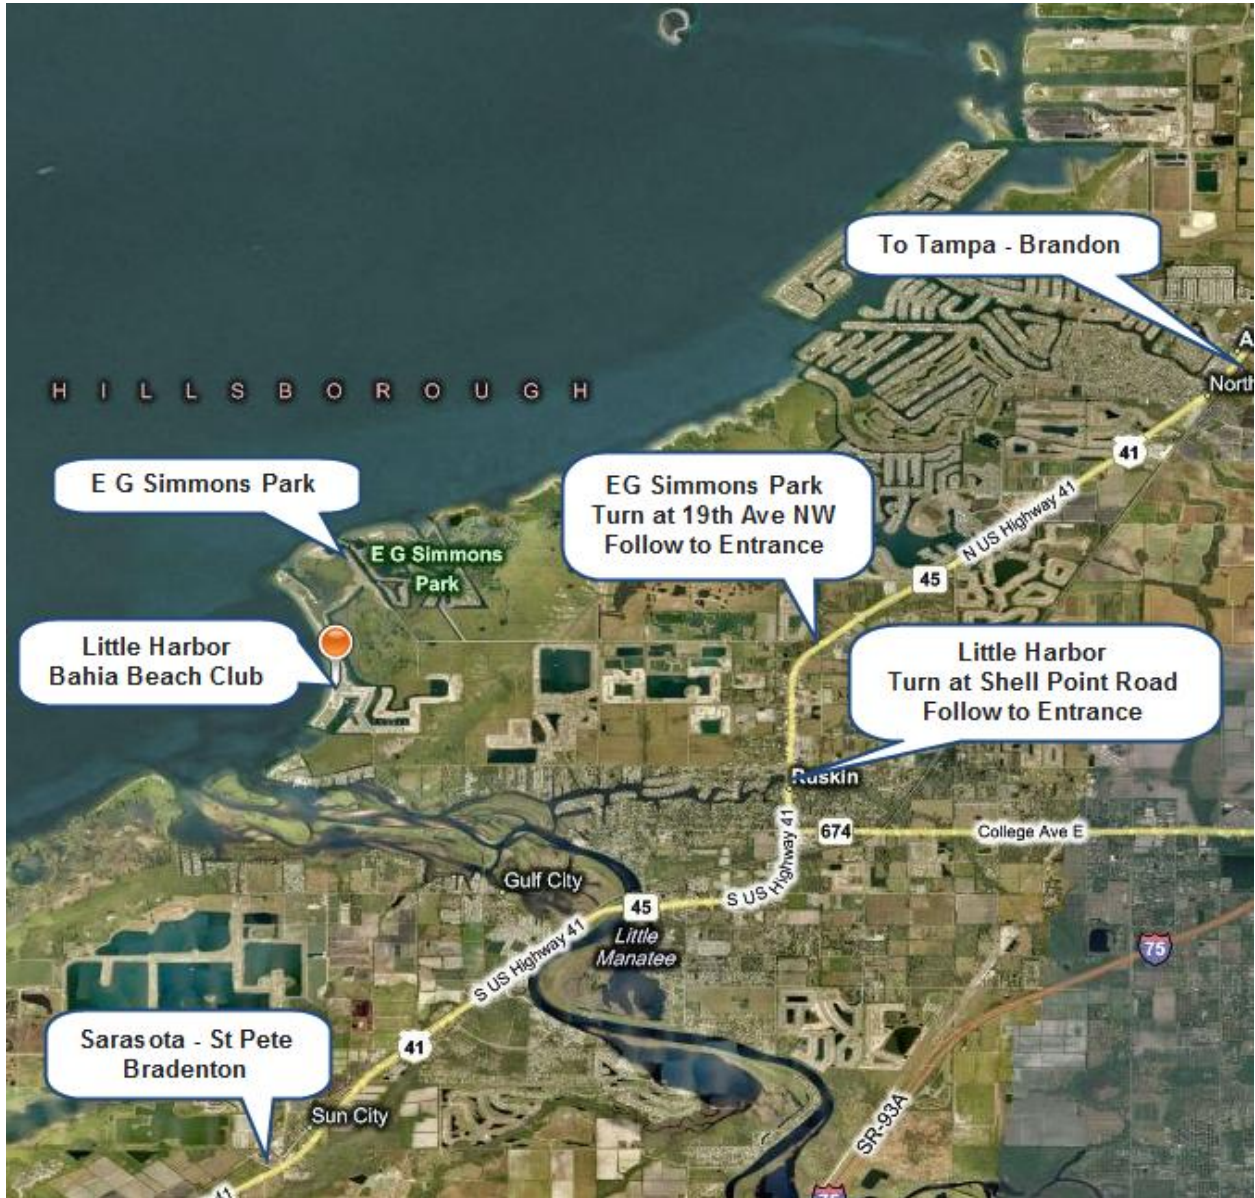 To Tampa - Brandon
A
North
HILLSBOROUGH
41
E G Simmons Park
EG Simmons Park
Turn at 19th Ave NW
Follow to Entrance
N US Highway 41
E G Simmons
Park
45
Little Harbor
Bahia Beach Club
Little Harbor
Turn at Shell Point Road
Follow to Entrance
Ruskin
S US Highway 41
674
College Ave E
Gulf City
45
Little
Manatee
75
S US Highway 41
41
Sarasota - St Pete
Bradenton
Sun City
SR-93A
41
75